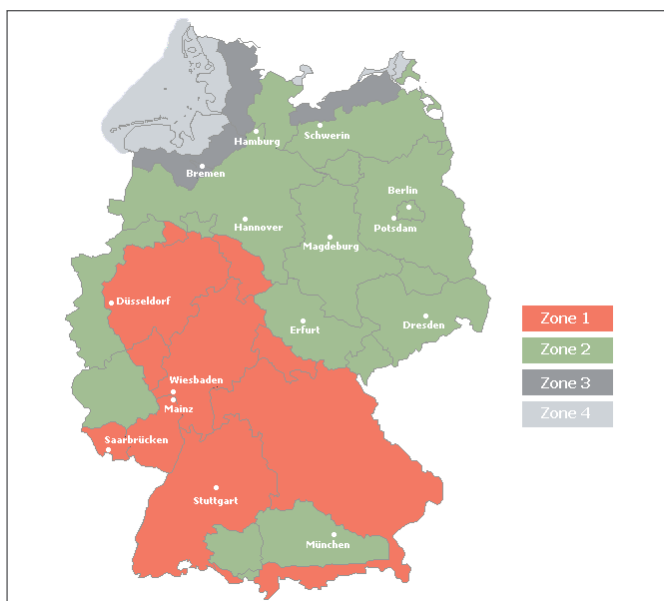 Schwerin
Hamburg
Bremen
Berlin
Potsdam
Hannover
Magdeburg
Düsseldorf
Erfurt
Dresden
Wiesbaden
Mainz
Saarbrücken
Stuttgart
München
Zone 1
Zone 2
Zone 3
Zone 4